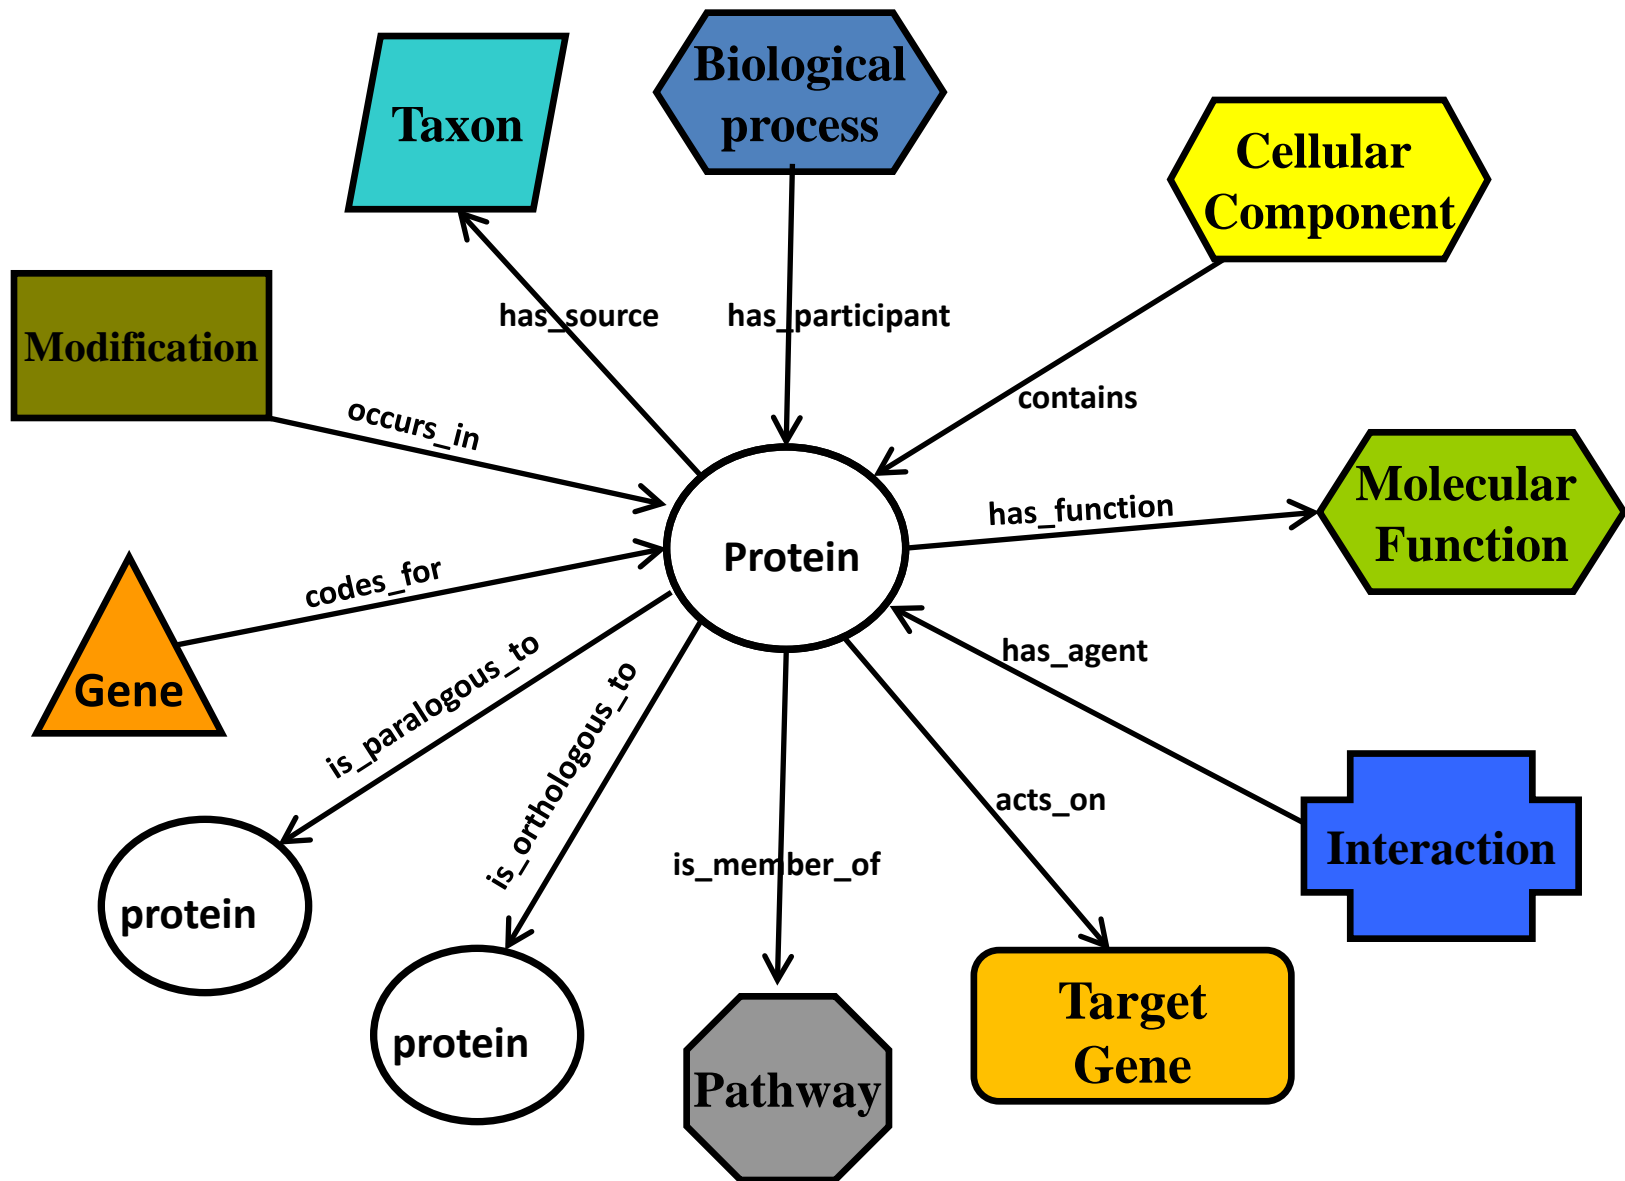 Biological
process
Taxon
Cellular
Component
has_source
has_participant
Modification
contains
occurs_in
Molecular
Function
has_function
Protein
codes_for
Gene
is_paralogous_to
is_orthologous_to
has_agent
acts_on
Interaction
is_member_of
protein
protein
Target
Gene
Pathway